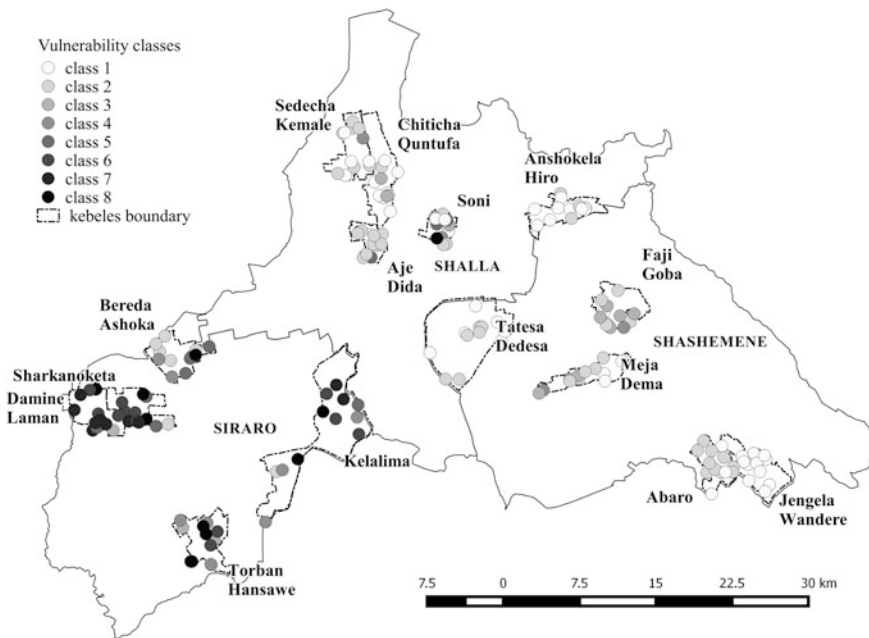 Vulnerability classes
class 1
class 2
class 3
class 4
class 5
class 6
class 7
class 8
kebeles boundary
Sedecha
Kemale
Chiticha
Quntufa
Anshokela
Hiro
Soni
SHALLA
Aje
Dida
Faji
Goba
Bereda
Ashoka
Tatesa
Dedesa
SHASHEMENE
Meja
Dema
Sharkanoketa
Damine
Laman
SIRARO
Kelalima
Abaro
Jengela
Wandere
Torban
Hansawe
7.5 0 7.5 15 22.5 30 km